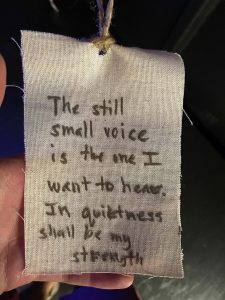 The still
small voice
is the one I
want to hear.
In quietness
shall be my
strength